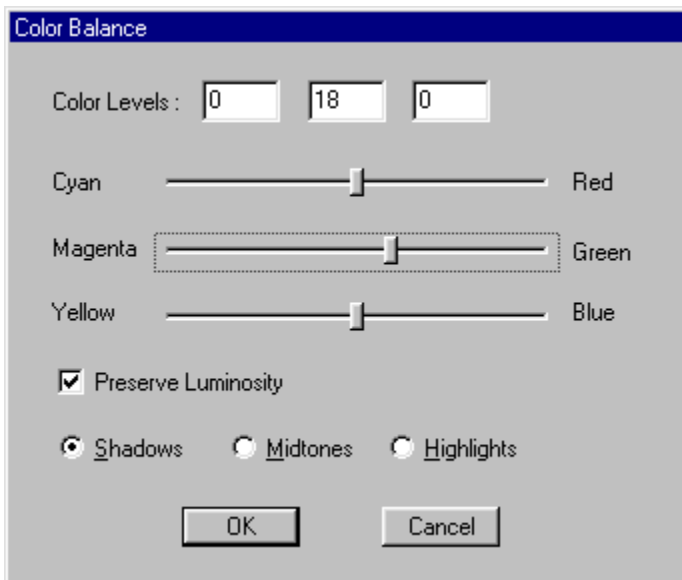 Color Balance
Color Levels : 0 18 0
Cyan Red
Magenta Green
Yellow Blue
Preserve Luminosity
Shadows Midtones Highlights
OK Cancel